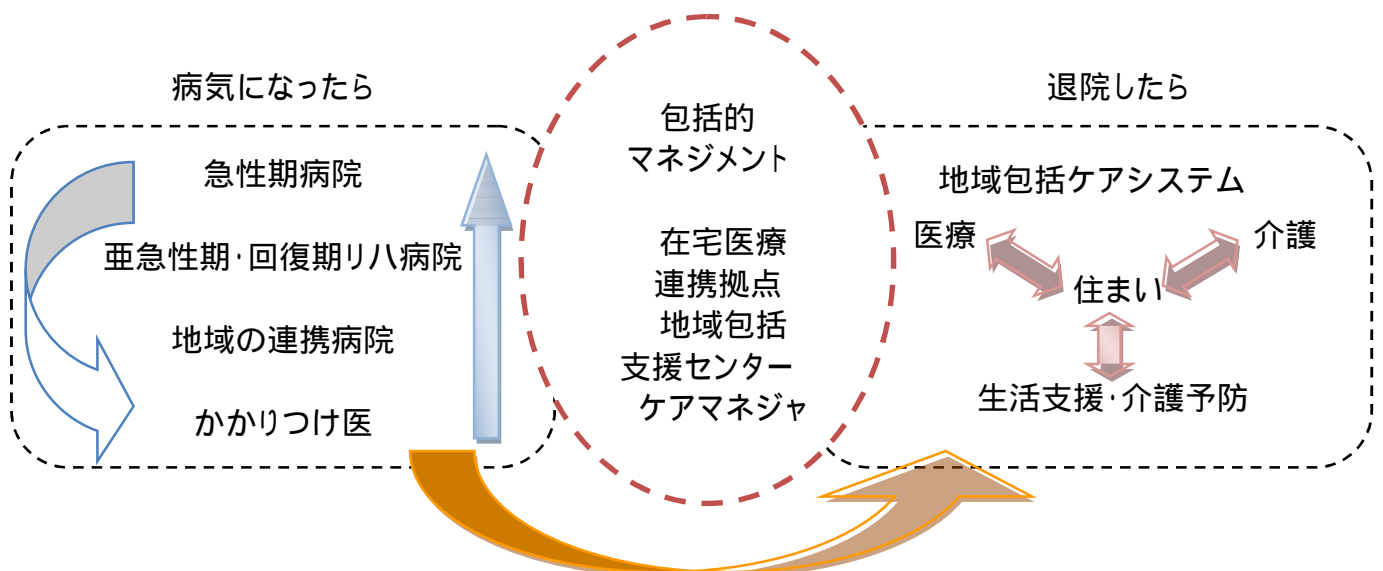 病気になったら
急性期病院
亜急性期・回復期リハ病院
地域の連携病院
かかりつけ医
包括的
マネジメント
在宅医療
連携拠点
地域包括
支援センター
ケアマネジャ
退院したら
地域包括ケアシステム
医療
介護
住まい
生活支援・介護予防